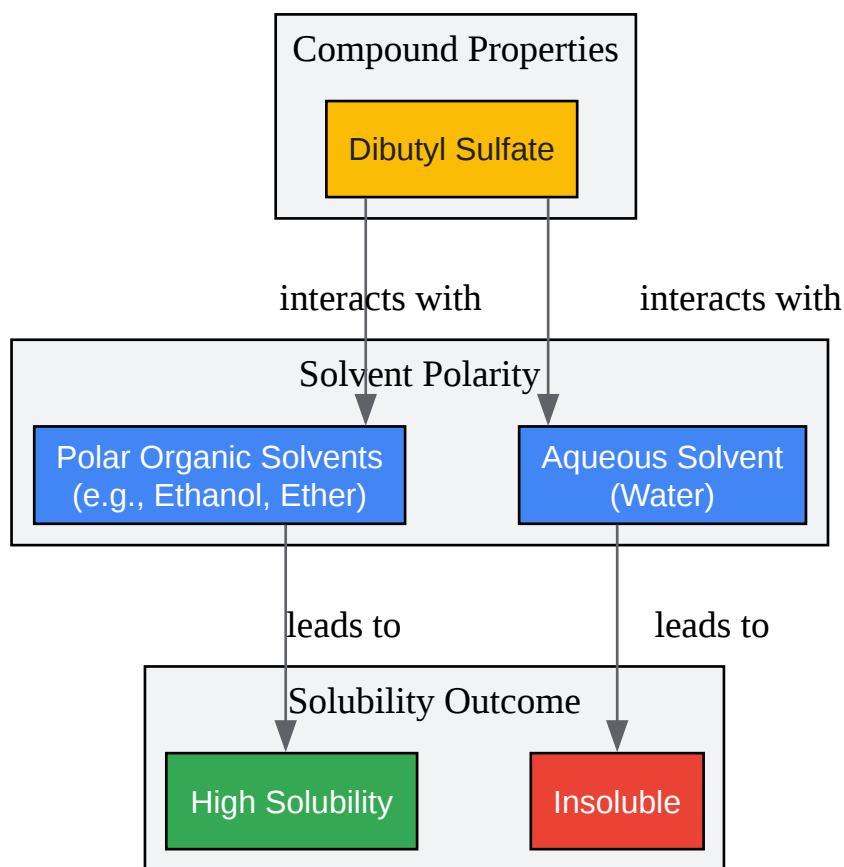 Compound Properties
Dibutyl Sulfate
interacts with
interacts with
Solvent Polarity
Polar Organic Solvents
(e.g., Ethanol, Ether)
Aqueous Solvent
(Water)
leads to
leads to
Solubility Outcome
High Solubility
Insoluble